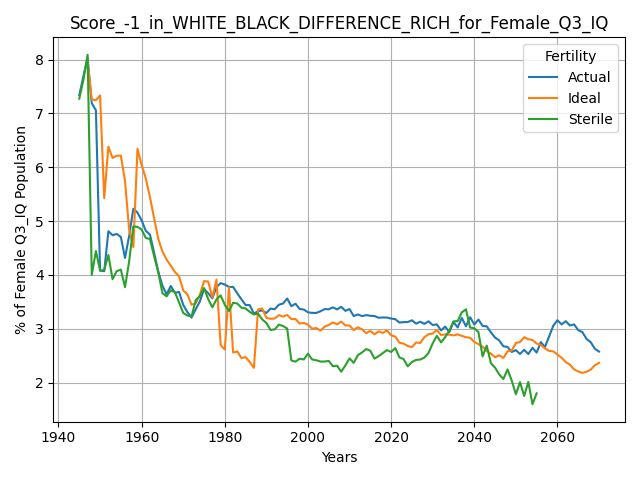 Score_-1_in_WHITE_BLACK_DIFFERENCE_RICH_for_Female_Q3_IQ
Fertility
Actual
Ideal
Sterile
% of Female Q3_IQ Population
8
7
6
5
4
3
2
1940 1960 1980 2000 2020 2040 2060
Years